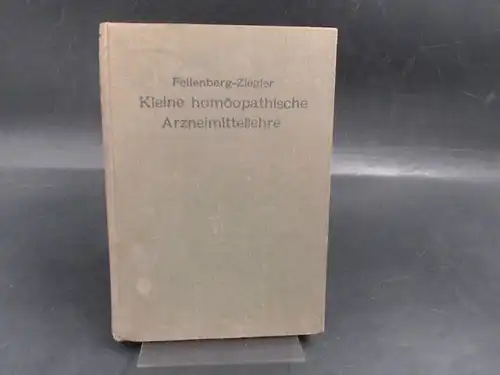 Fellenberg-Ziegler
Kleine homöopathische
Arzneimittellehre